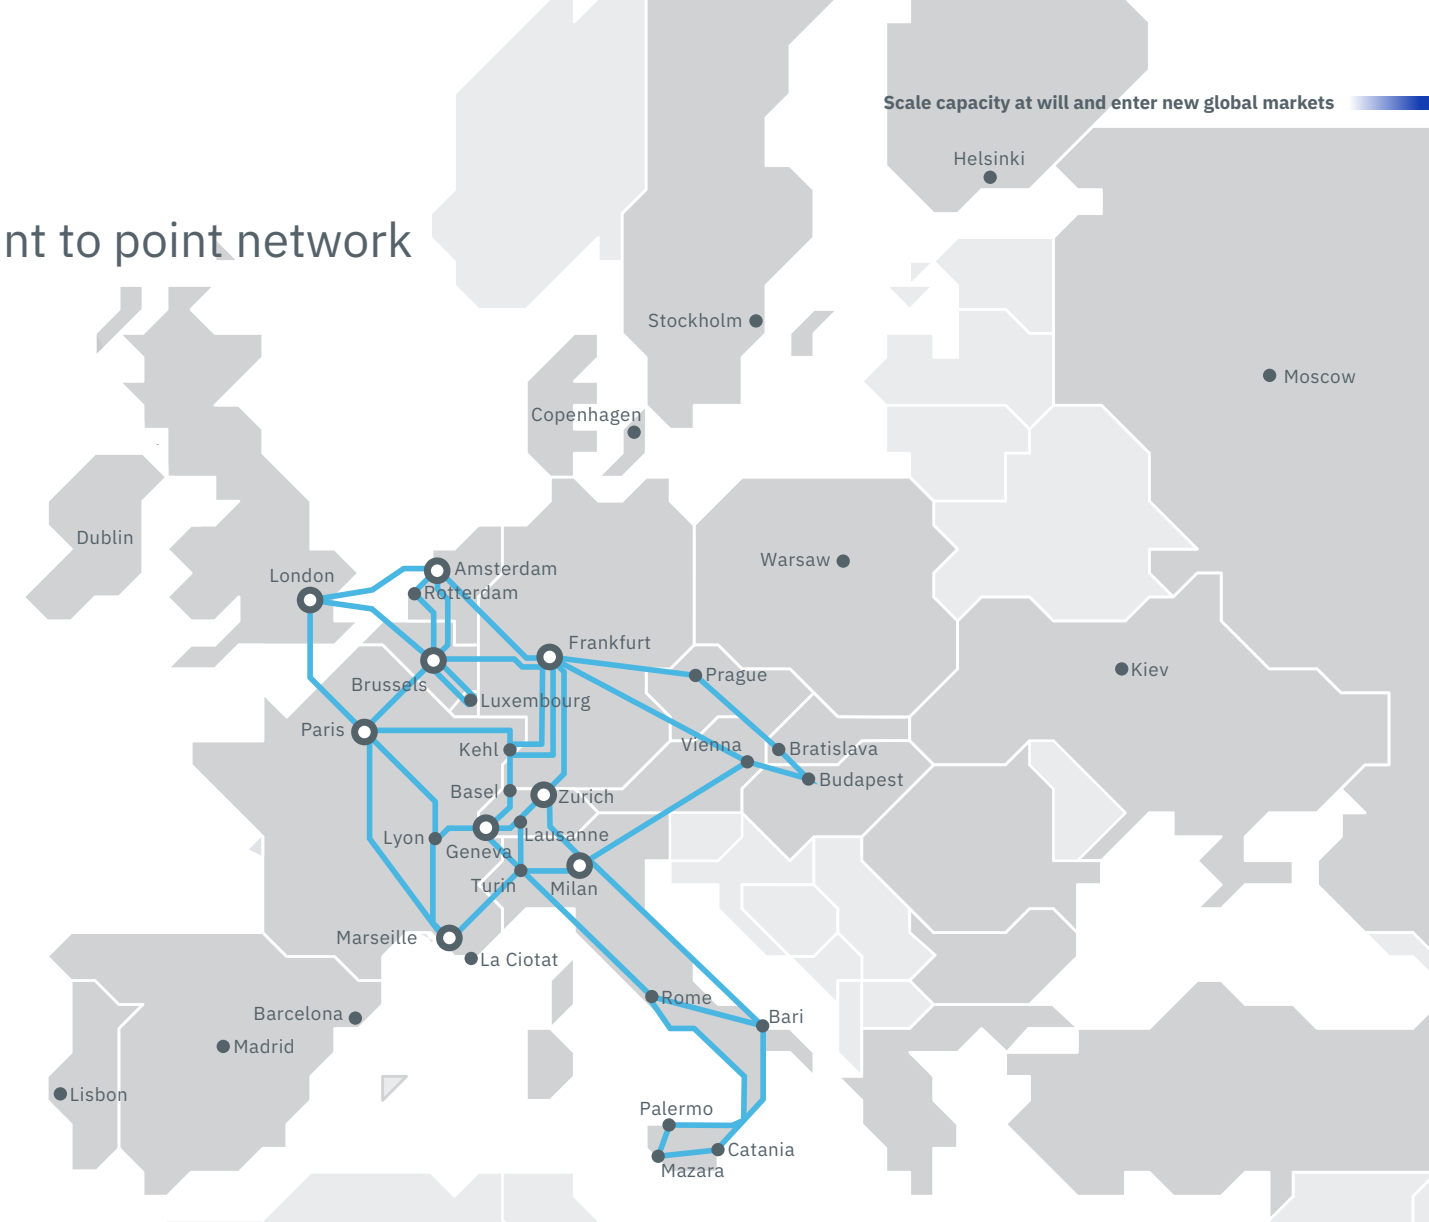 Scale capacity at will and enter new global markets
Helsinki
nt to point network
Stockholm
Moscow
Copenhagen
Dublin
Warsaw
London
Amsterdam
Rotterdam
Frankfurt
Kiev
Prague
Brussels
Luxembourg
Paris
Kehl
Vienna
Bratislava
Budapest
Basel
Zurich
Lyon
Lausanne
Geneva
Turin
Milan
Marseille
La Ciotat
Rome
Barcelona
Bari
Madrid
Lisbon
Palermo
Catania
Mazara